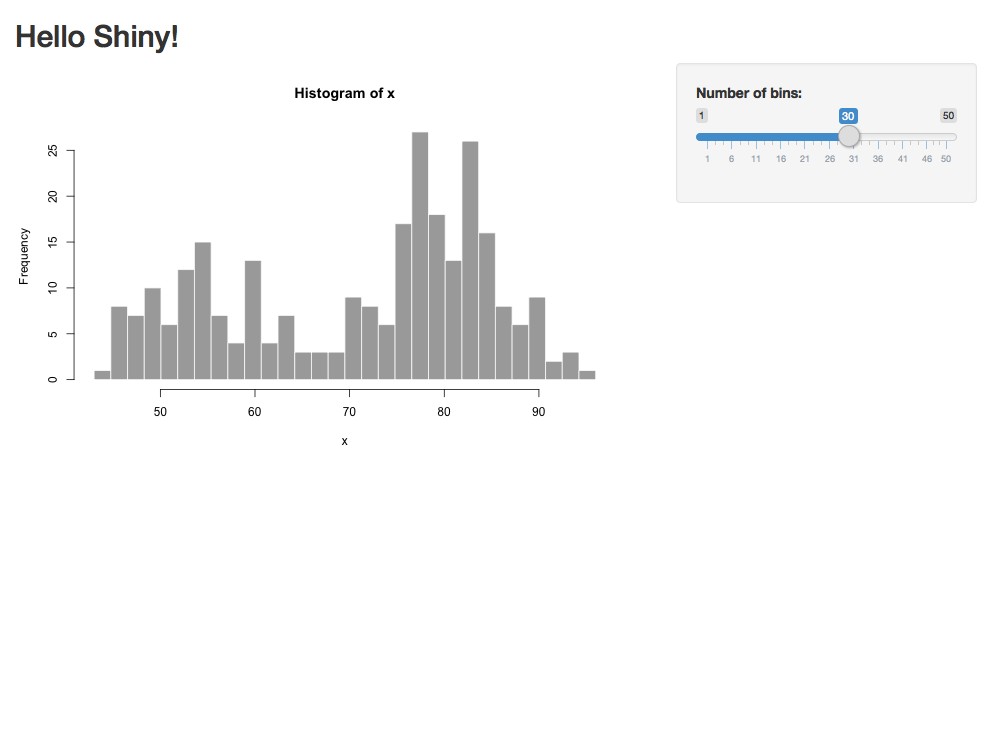 Hello Shiny!
Histogram of x
Frequency
25
20
15
10
5
0
50 60 70 80 90
x
Number of bins:
1 30 50
1 6 11 16 21 26 31 36 41 46 50